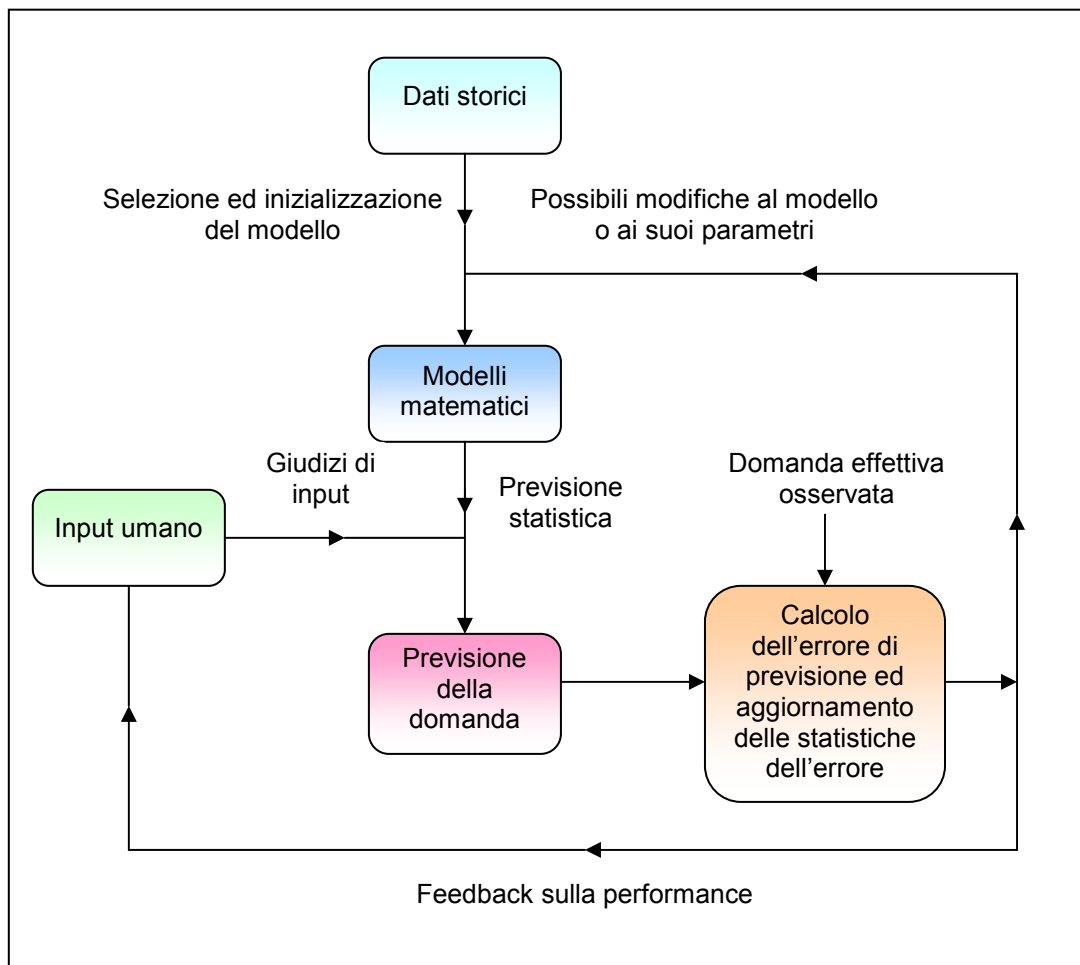 Dati storici
Selezione ed inizializzazione
del modello
Possibili modifiche al modello
o ai suoi parametri
Modelli
matematici
Giudizi di
input
Previsione
statistica
Domanda effettiva
osservata
Input umano
Previsione
della
domanda
Calcolo
dell'errore di
previsione ed
aggiornamento
delle statistiche
dell'errore
Feedback sulla performance